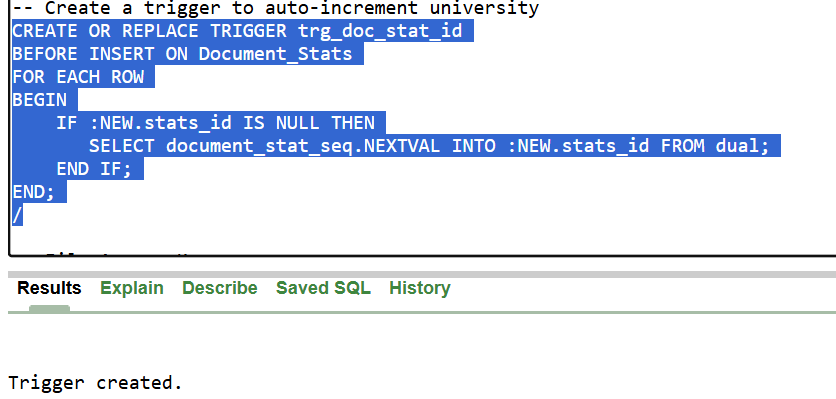 -- Create a trigger to auto-increment university
CREATE OR REPLACE TRIGGER trg_doc_stat_id
BEFORE INSERT ON Document_Stats
FOR EACH ROW
BEGIN
    IF :NEW.stats_id IS NULL THEN
       SELECT document_stat_seq.NEXTVAL INTO :NEW.stats_id FROM dual;
    END IF;
END;
/
Results Explain Describe Saved SQL History
Trigger created.